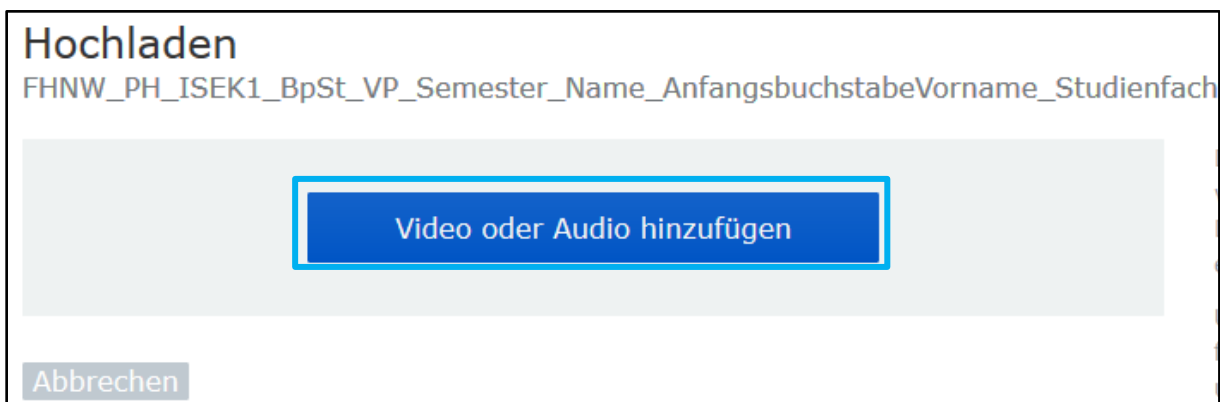 Hochladen
FHNW_PH_ISEK1_BpSt_VP_Semester_Name_AnfangsbuchstabeVorname_Studienfach
Video oder Audio hinzufügen
Abbrechen